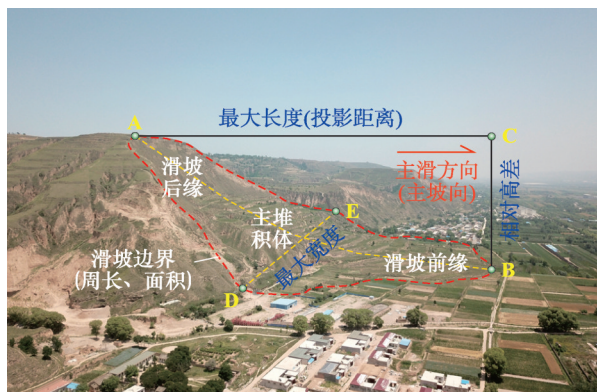 最大长度(投影距离)
A
C
主滑方向
(主坡向)
滑坡
后缘
相对高差
主堆
积体
E
最大宽度
滑坡边界
(周长、面积)
滑坡前缘
B
D